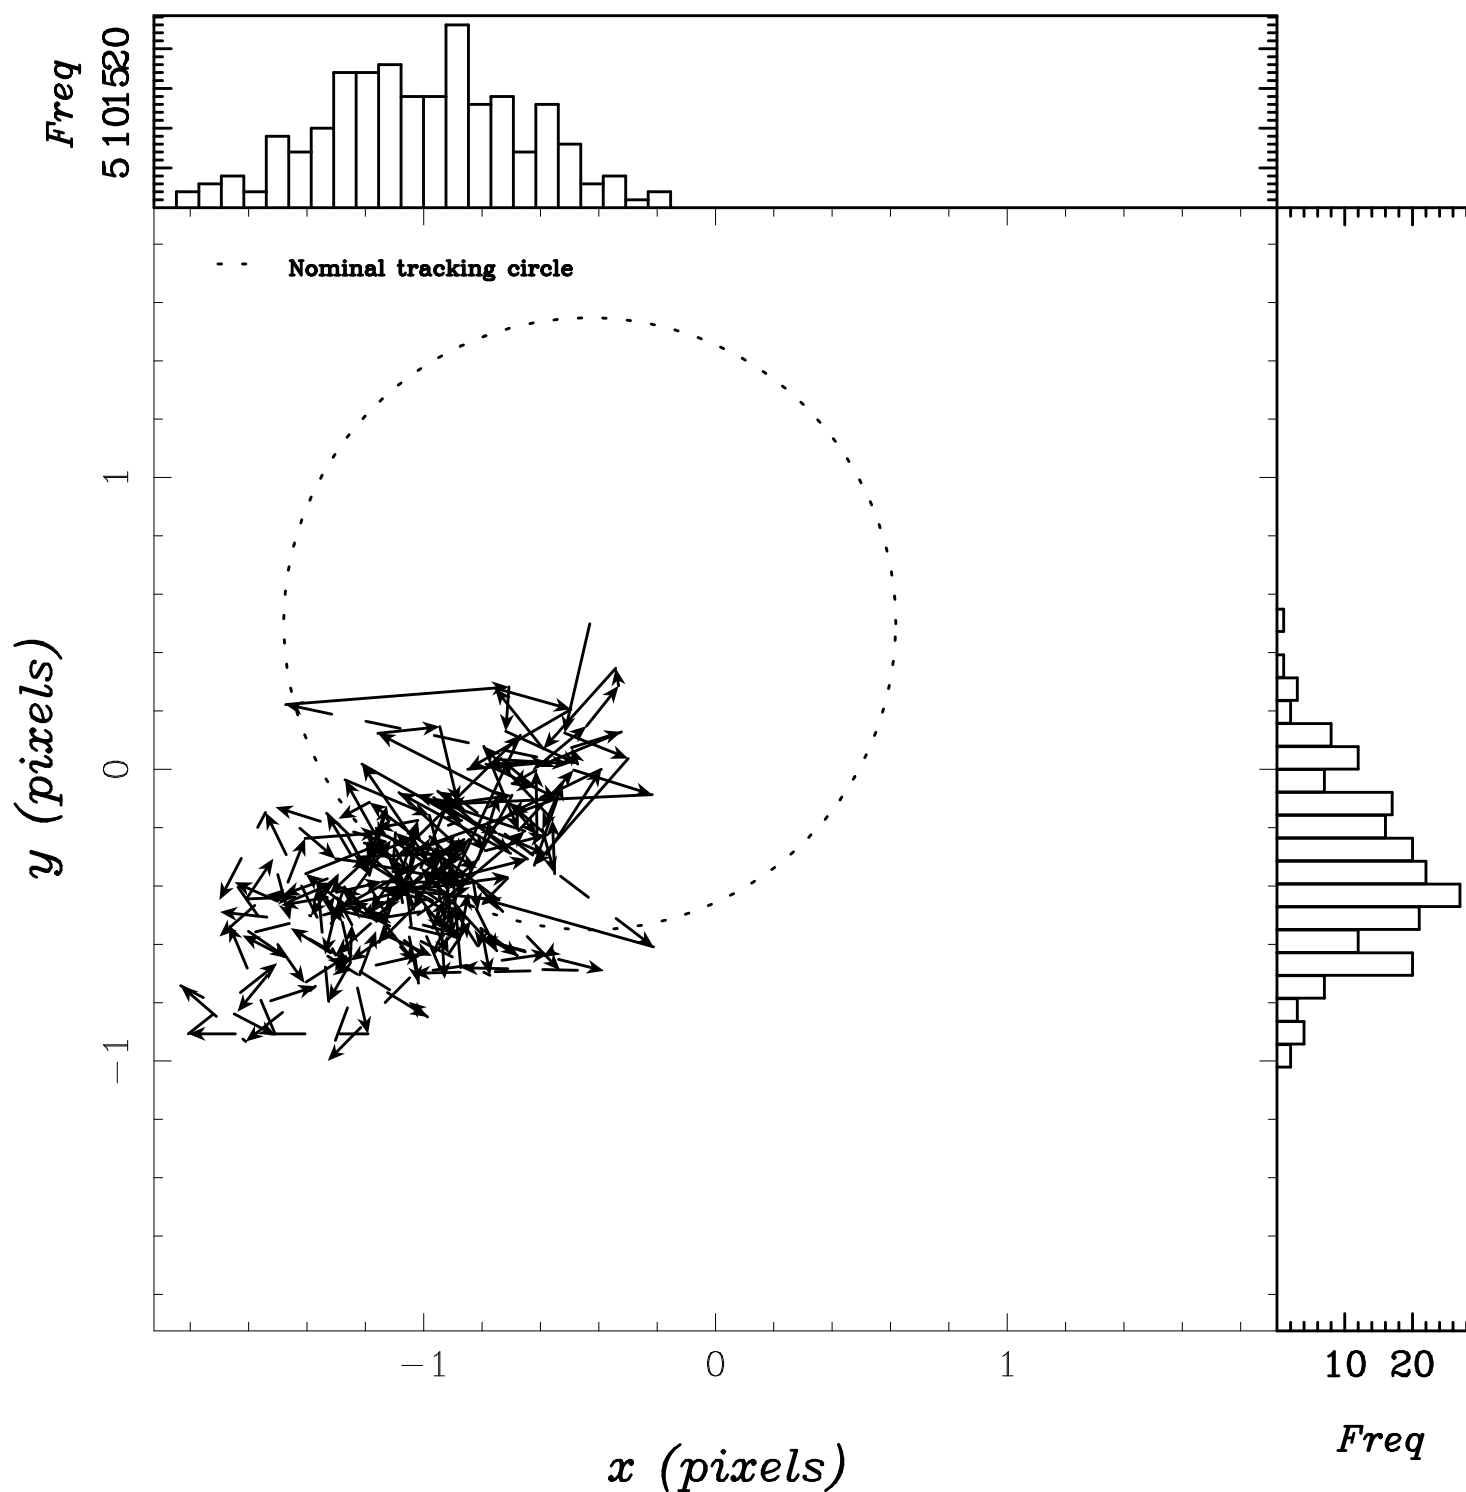 Freq
5 10 15 20
Nominal tracking circle
y (pixels)
1
0
−1
−1 0 1
10 20
x (pixels)
Freq